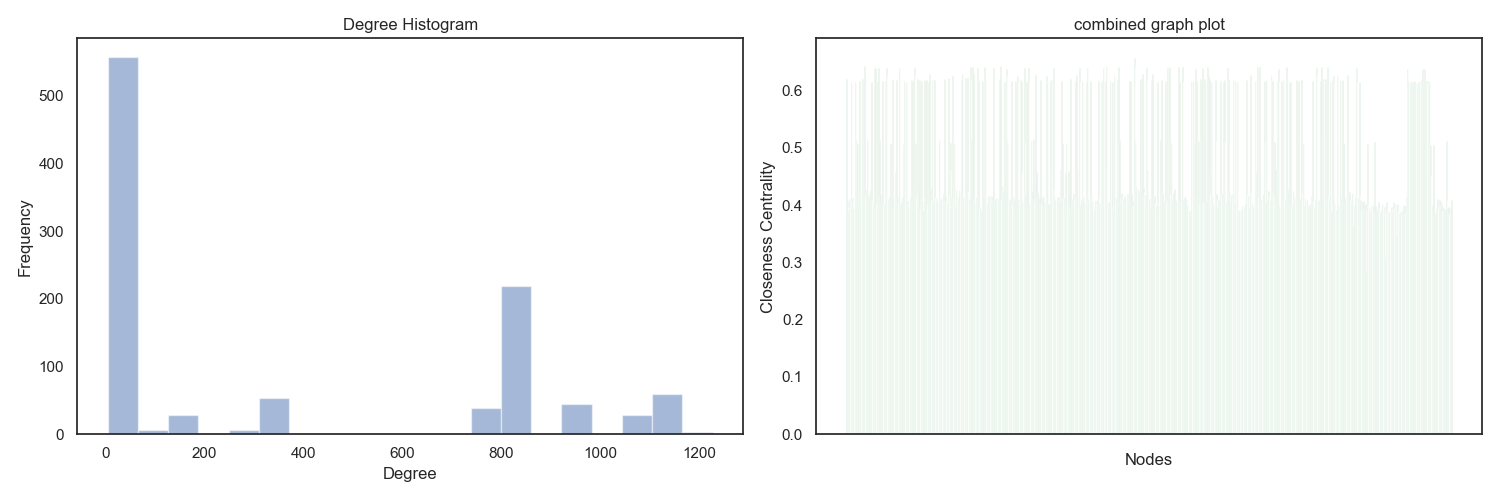 Degree Histogram
Frequency
500
400
300
200
100
0
0 200 400 600 800 1000 1200
Degree
combined graph plot
Closeness Centrality
0.6
0.5
0.4
0.3
0.2
0.1
0.0
Nodes